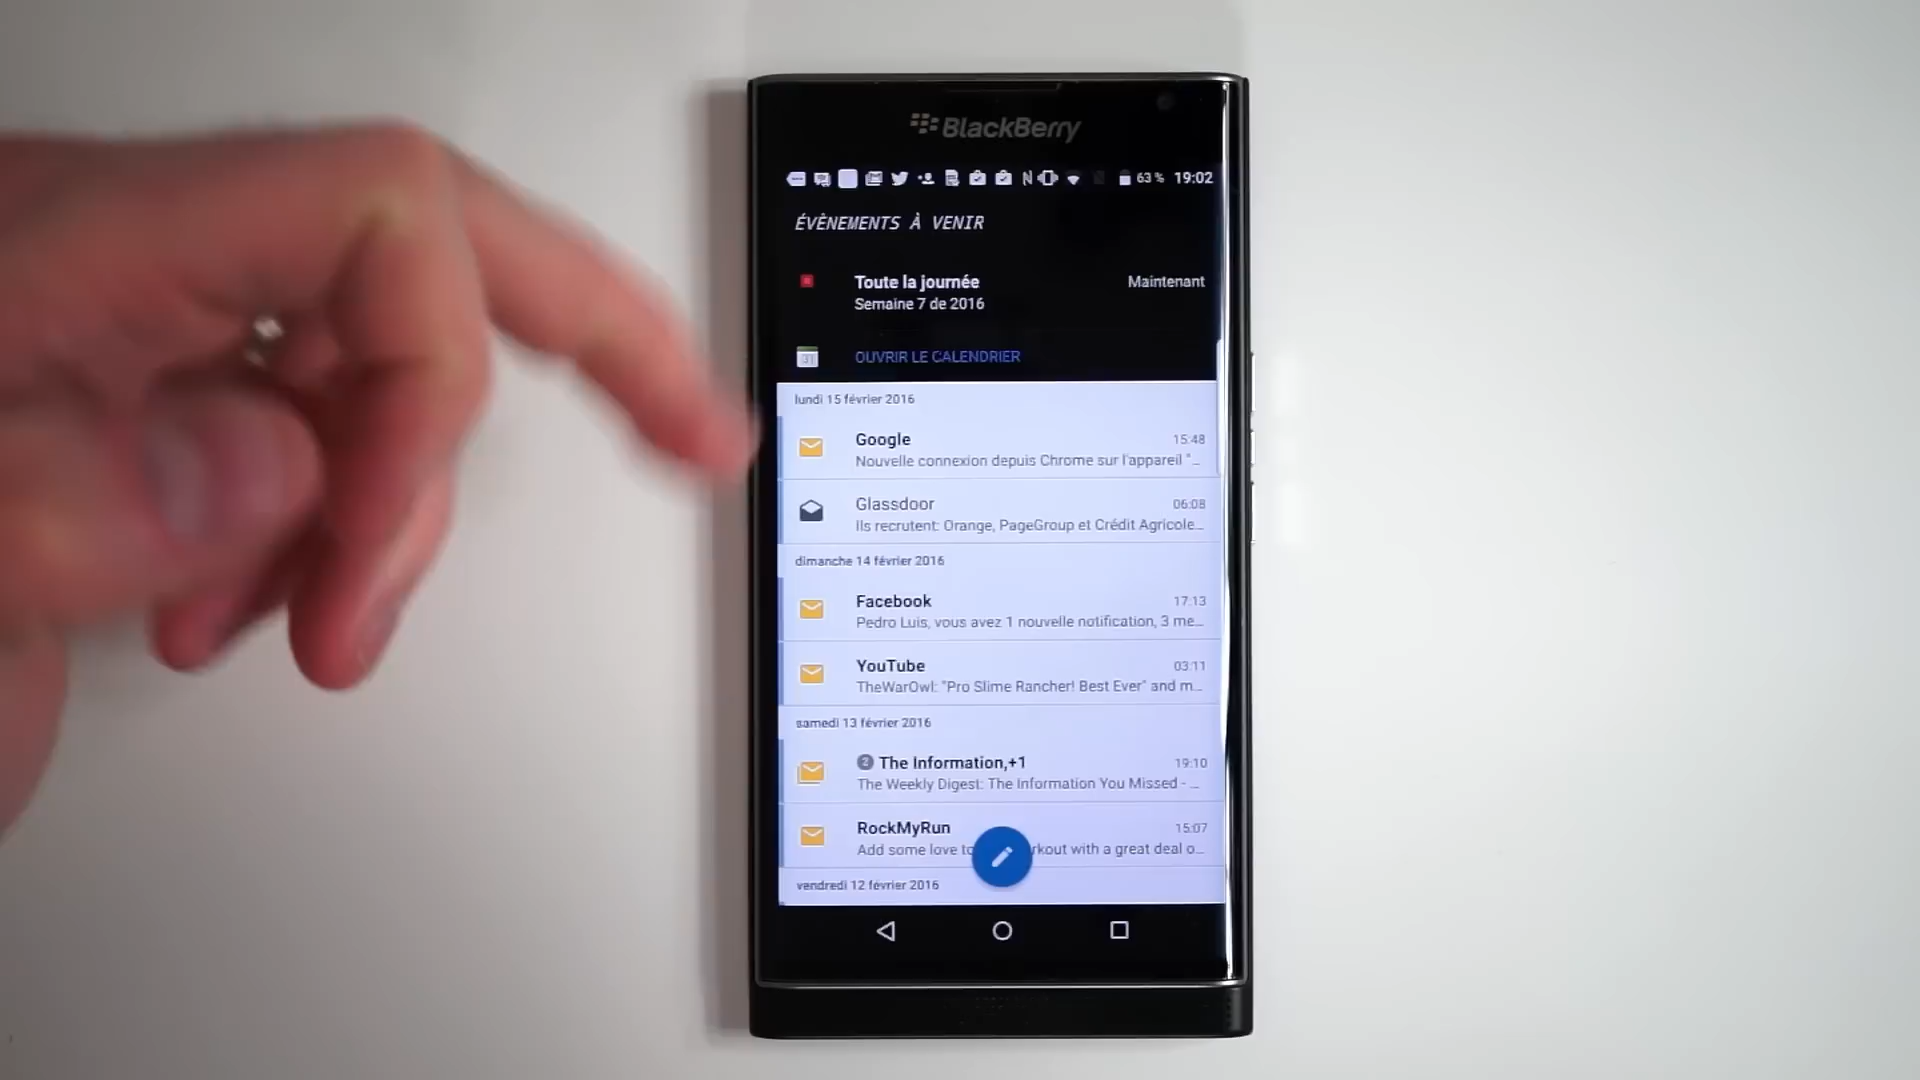 BlackBerry
63 % 19:02
ÉVÈNEMENTS À VENIR
Toute la journée Maintenant
Semaine 7 de 2016
31 OUVRIR LE CALENDRIER
lundi 15 février 2016
Google 15:48
Nouvelle connexion depuis Chrome sur l'appareil "...
Glassdoor 06:08
Ils recrutent: Orange, PageGroup et Crédit Agricole...
dimanche 14 février 2016
Facebook 17:13
Pedro Luis, vous avez 1 nouvelle notification, 3 me...
YouTube 03:11
TheWarOwl: "Pro Slime Rancher! Best Ever" and m...
samedi 13 février 2016
2 The Information,+1 19:10
The Weekly Digest: The Information You Missed - ...
RockMyRun 15:07
Add some love to rkout with a great deal o...
vendredi 12 février 2016